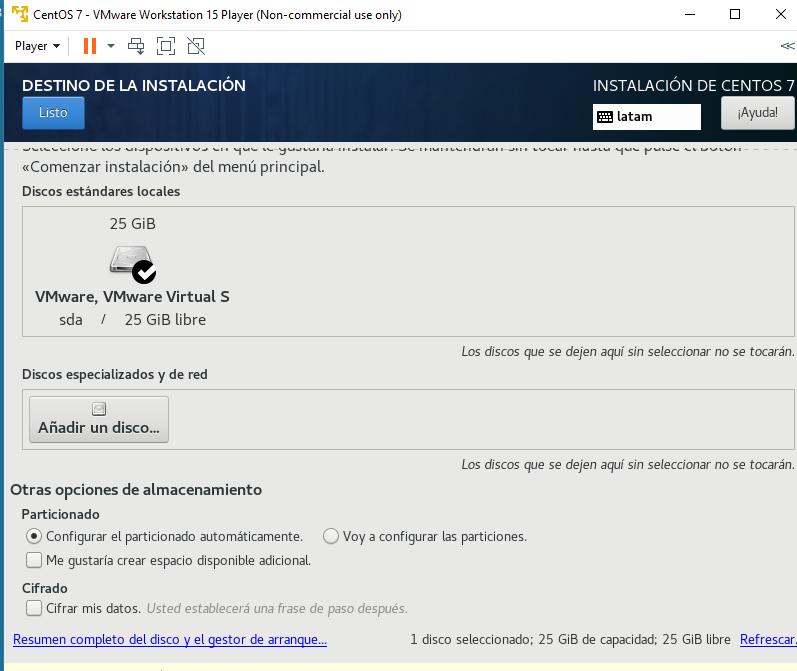 CentOS 7 - VMware Workstation 15 Player (Non-commercial use only)
Player
DESTINO DE LA INSTALACIÓN
INSTALACIÓN DE CENTOS 7
Listo
latam
¡Ayuda!
Seleccione los dispositivos en que le gustaría instalar. Se mantendrán sin tocar hasta que pulse el botón
«Comenzar instalación» del menú principal.
Discos estándares locales
25 GiB
VMware, VMware Virtual S
sda / 25 GiB libre
Los discos que se dejen aquí sin seleccionar no se tocarán.
Discos especializados y de red
Añadir un disco...
Los discos que se dejen aquí sin seleccionar no se tocarán.
Otras opciones de almacenamiento
Particionado
Configurar el particionado automáticamente. Voy a configurar las particiones.
Me gustaría crear espacio disponible adicional.
Cifrado
Cifrar mis datos. Usted establecerá una frase de paso después.
Resumen completo del disco y el gestor de arranque... 1 disco seleccionado; 25 GiB de capacidad; 25 GiB libre Refrescar.